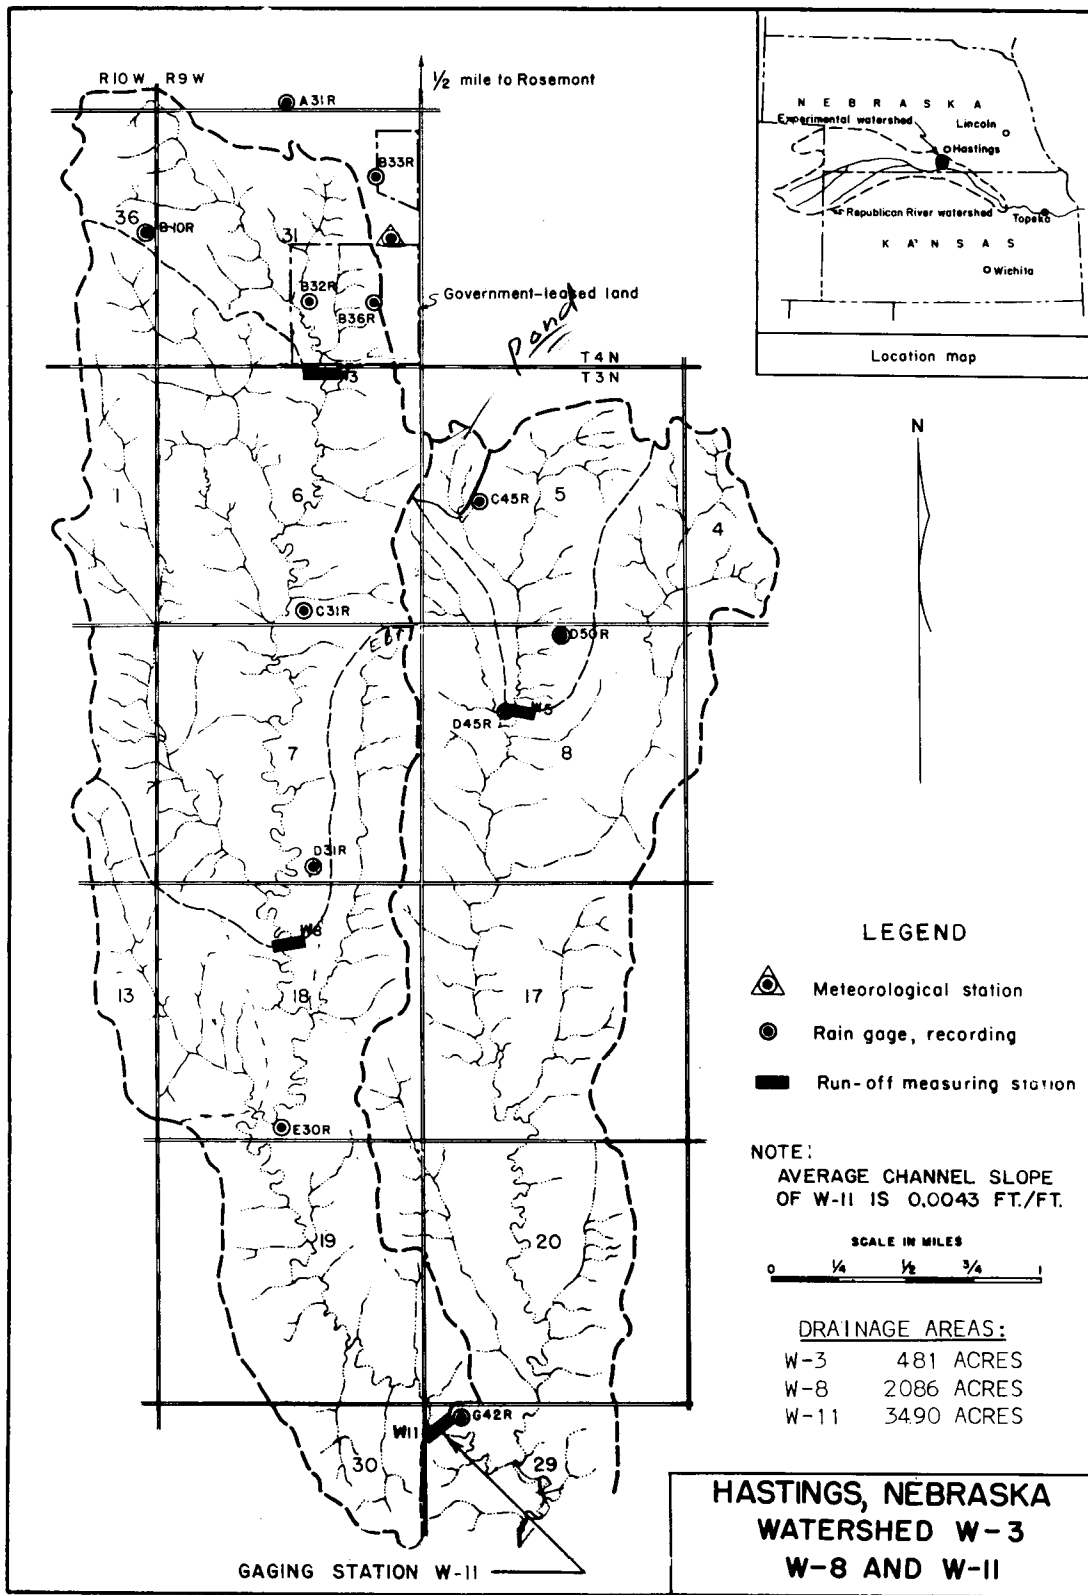 R10W R9W
1/2 mile to Rosemont
A31R
B33R
36
B40R
31
B32R
B36R
Government-leased land
pond
T4N
T3N
W3
1
6
C45R
5
4
C31R
D50R
D45R
W5
7
8
D31R
W8
13
18
17
E30R
19
20
W11
G42R
30
29
GAGING STATION W-11
NEBRASKA
Experimental watershed
Lincoln
Hastings
Republican River watershed
Topeka
KANSAS
Wichita
Location map
N
LEGEND
Meteorological station
Rain gage, recording
Run-off measuring station
NOTE:
AVERAGE CHANNEL SLOPE
OF W-11 IS 0.0043 FT./FT.
SCALE IN MILES
0 1/4 1/2 3/4 1
DRAINAGE AREAS:
W-3 481 ACRES
W-8 2086 ACRES
W-11 3490 ACRES
HASTINGS, NEBRASKA
WATERSHED W-3
W-8 AND W-11